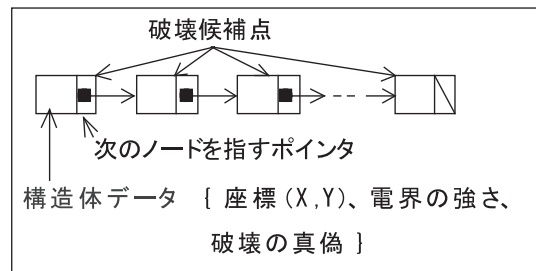 破壊候補点
次のノードを指すポインタ
構造体データ { 座標(X,Y)、電界の強さ、
破壊の真偽 }